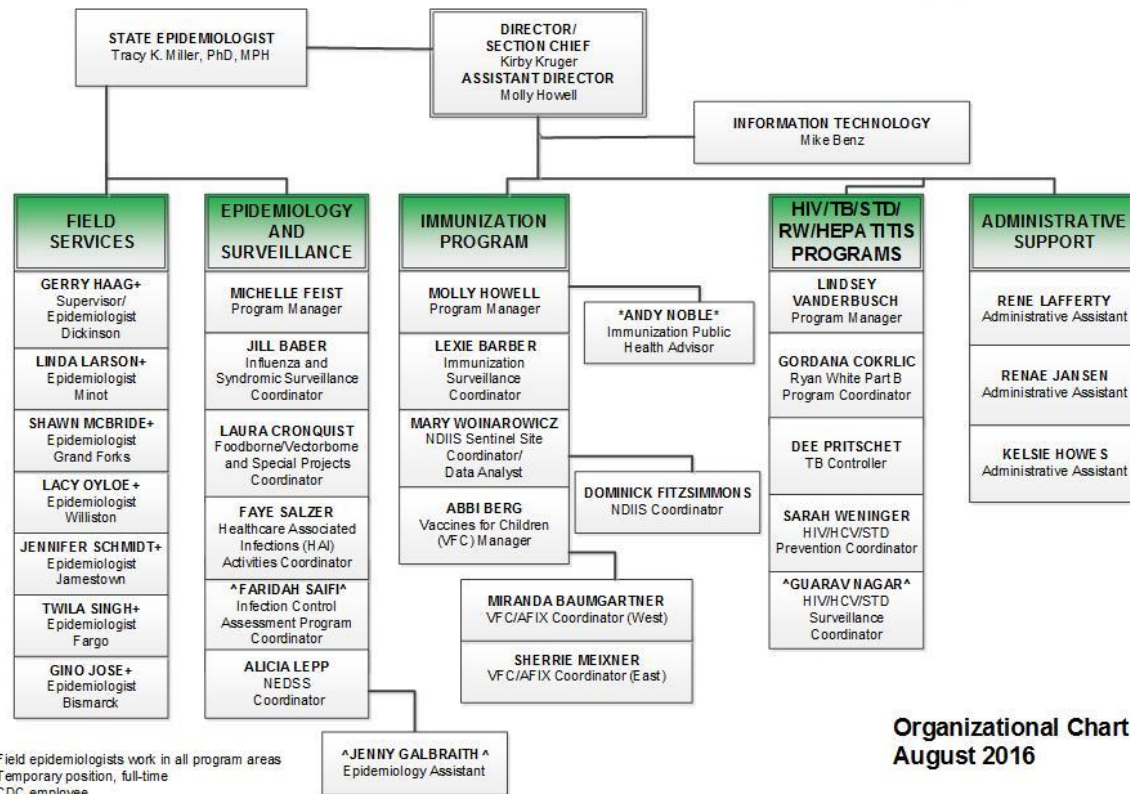 STATE EPIDEMIOLOGIST
Tracy K. Miller, PhD, MPH
DIRECTOR/
SECTION CHIEF
Kirby Kruger
ASSISTANT DIRECTOR
Molly Howell
INFORMATION TECHNOLOGY
Mike Benz
FIELD
SERVICES
GERRY HAAG+
Supervisor/
Epidemiologist
Dickinson
LINDA LARSON+
Epidemiologist
Minot
SHAWN MCBRIDE+
Epidemiologist
Grand Forks
LACY OYLOE+
Epidemiologist
Williston
JENNIFER SCHMIDT+
Epidemiologist
Jamestown
TWILA SINGH+
Epidemiologist
Fargo
GINO JOSE+
Epidemiologist
Bismarck
EPIDEMIOLOGY
AND
SURVEILLANCE
MICHELLE FEIST
Program Manager
JILL BABER
Influenza and
Syndromic Surveillance
Coordinator
LAURA CRONQUIST
Foodborne/Vectorborne
and Special Projects
Coordinator
FAYE SALZER
Healthcare Associated
Infections (HAI)
Activities Coordinator
^FARIDAH SAIFI^
Infection Control
Assessment Program
Coordinator
ALICIA LEPP
NEDSS
Coordinator
^JENNY GALBRAITH ^
Epidemiology Assistant
IMMUNIZATION
PROGRAM
MOLLY HOWELL
Program Manager
*ANDY NOBLE*
Immunization Public
Health Advisor
LEXIE BARBER
Immunization
Surveillance
Coordinator
MARY WOINAROWICZ
NDIIS Sentinel Site
Coordinator/
Data Analyst
DOMINICK FITZSIMMONS
NDIIS Coordinator
ABBI BERG
Vaccines for Children
(VFC) Manager
MIRANDA BAUMGARTNER
VFC/AFIX Coordinator (West)
SHERRIE MEIXNER
VFC/AFIX Coordinator (East)
HIV/TB/STD/
RW/HEPATITIS
PROGRAMS
LINDSEY
VANDERBUSCH
Program Manager
GORDANA COKRLIC
Ryan White Part B
Program Coordinator
DEE PRITSCHET
TB Controller
SARAH WENINGER
HIV/HCV/STD
Prevention Coordinator
^GUARAV NAGAR^
HIV/HCV/STD
Surveillance
Coordinator
ADMINISTRATIVE
SUPPORT
RENE LAFFERTY
Administrative Assistant
RENAE JANSEN
Administrative Assistant
KELSIE HOWES
Administrative Assistant
Field epidemiologists work in all program areas
Temporary position, full-time
CDC employee
Organizational Chart
August 2016